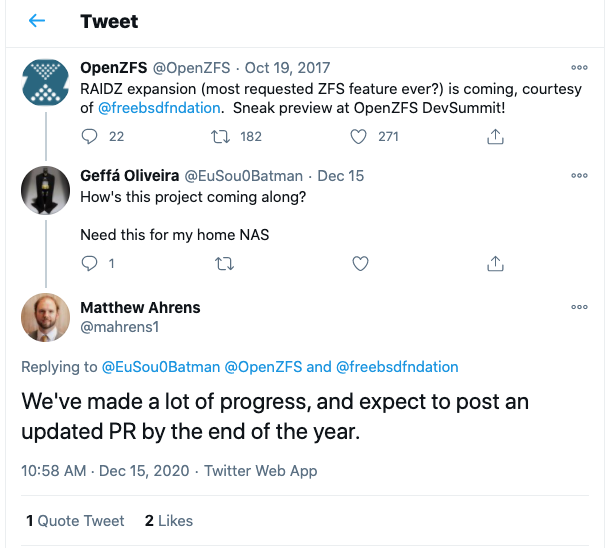 Tweet
OpenZFS @OpenZFS · Oct 19, 2017
RAIDZ expansion (most requested ZFS feature ever?) is coming, courtesy
of @freebsdfndation.  Sneak preview at OpenZFS DevSummit!
22 182 271
Geffá Oliveira @EuSou0Batman · Dec 15
How's this project coming along?
Need this for my home NAS
1
Matthew Ahrens
@mahrens1
Replying to @EuSou0Batman @OpenZFS and @freebsdfndation
We've made a lot of progress, and expect to post an
updated PR by the end of the year.
10:58 AM · Dec 15, 2020 · Twitter Web App
1 Quote Tweet 2 Likes